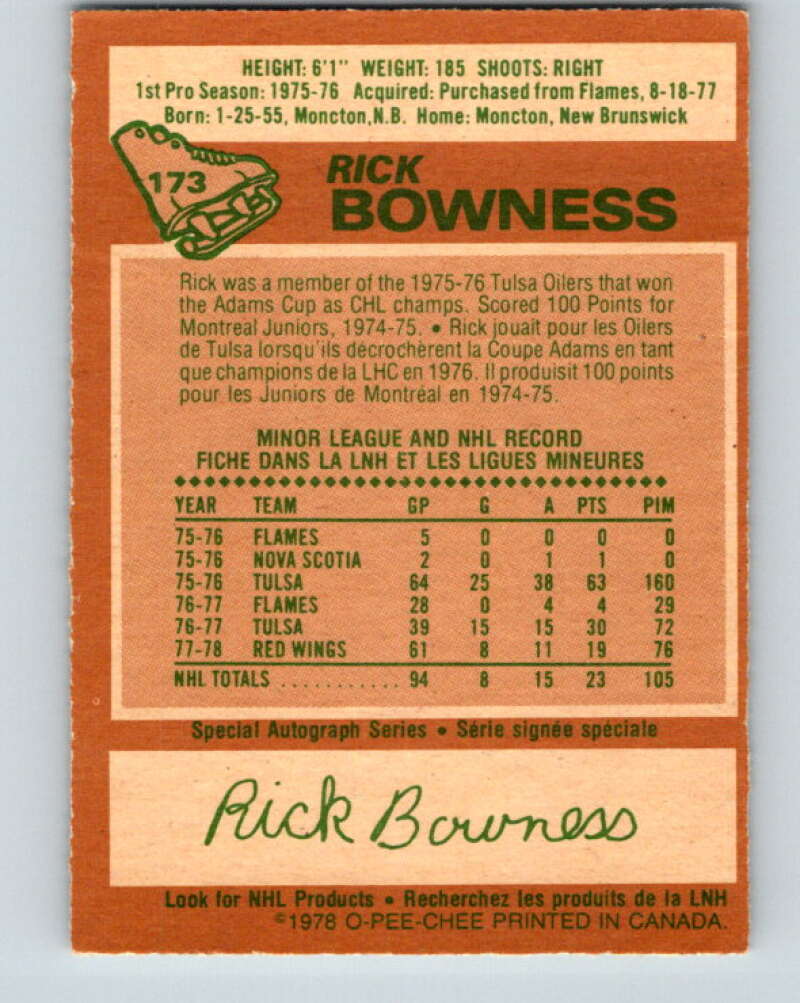 HEIGHT: 6'1" WEIGHT: 185 SHOOTS: RIGHT
1st Pro Season: 1975-76 Acquired: Purchased from Flames, 8-18-77
Born: 1-25-55, Moncton,N.B. Home: Moncton, New Brunswick
173
RICK
BOWNESS
Rick was a member of the 1975-76 Tulsa Oilers that won
the Adams Cup as CHL champs. Scored 100 Points for
Montreal Juniors, 1974-75. • Rick jouait pour les Oilers
de Tulsa lorsqu'ils décrochèrent la Coupe Adams en tant
que champions de la LHC en 1976. Il produisit 100 points
pour les Juniors de Montréal en 1974-75.
MINOR LEAGUE AND NHL RECORD
FICHE DANS LA LNH ET LES LIGUES MINEURES
YEAR TEAM GP G A PTS PIM
75-76 FLAMES 5 0 0 0 0
75-76 NOVA SCOTIA 2 0 1 1 0
75-76 TULSA 64 25 38 63 160
76-77 FLAMES 28 0 4 4 29
76-77 TULSA 39 15 15 30 72
77-78 RED WINGS 61 8 11 19 76
NHL TOTALS ........... 94 8 15 23 105
Special Autograph Series • Série signée spéciale
Rick Bowness
Look for NHL Products • Recherchez les produits de la LNH
©1978 O-PEE-CHEE PRINTED IN CANADA.